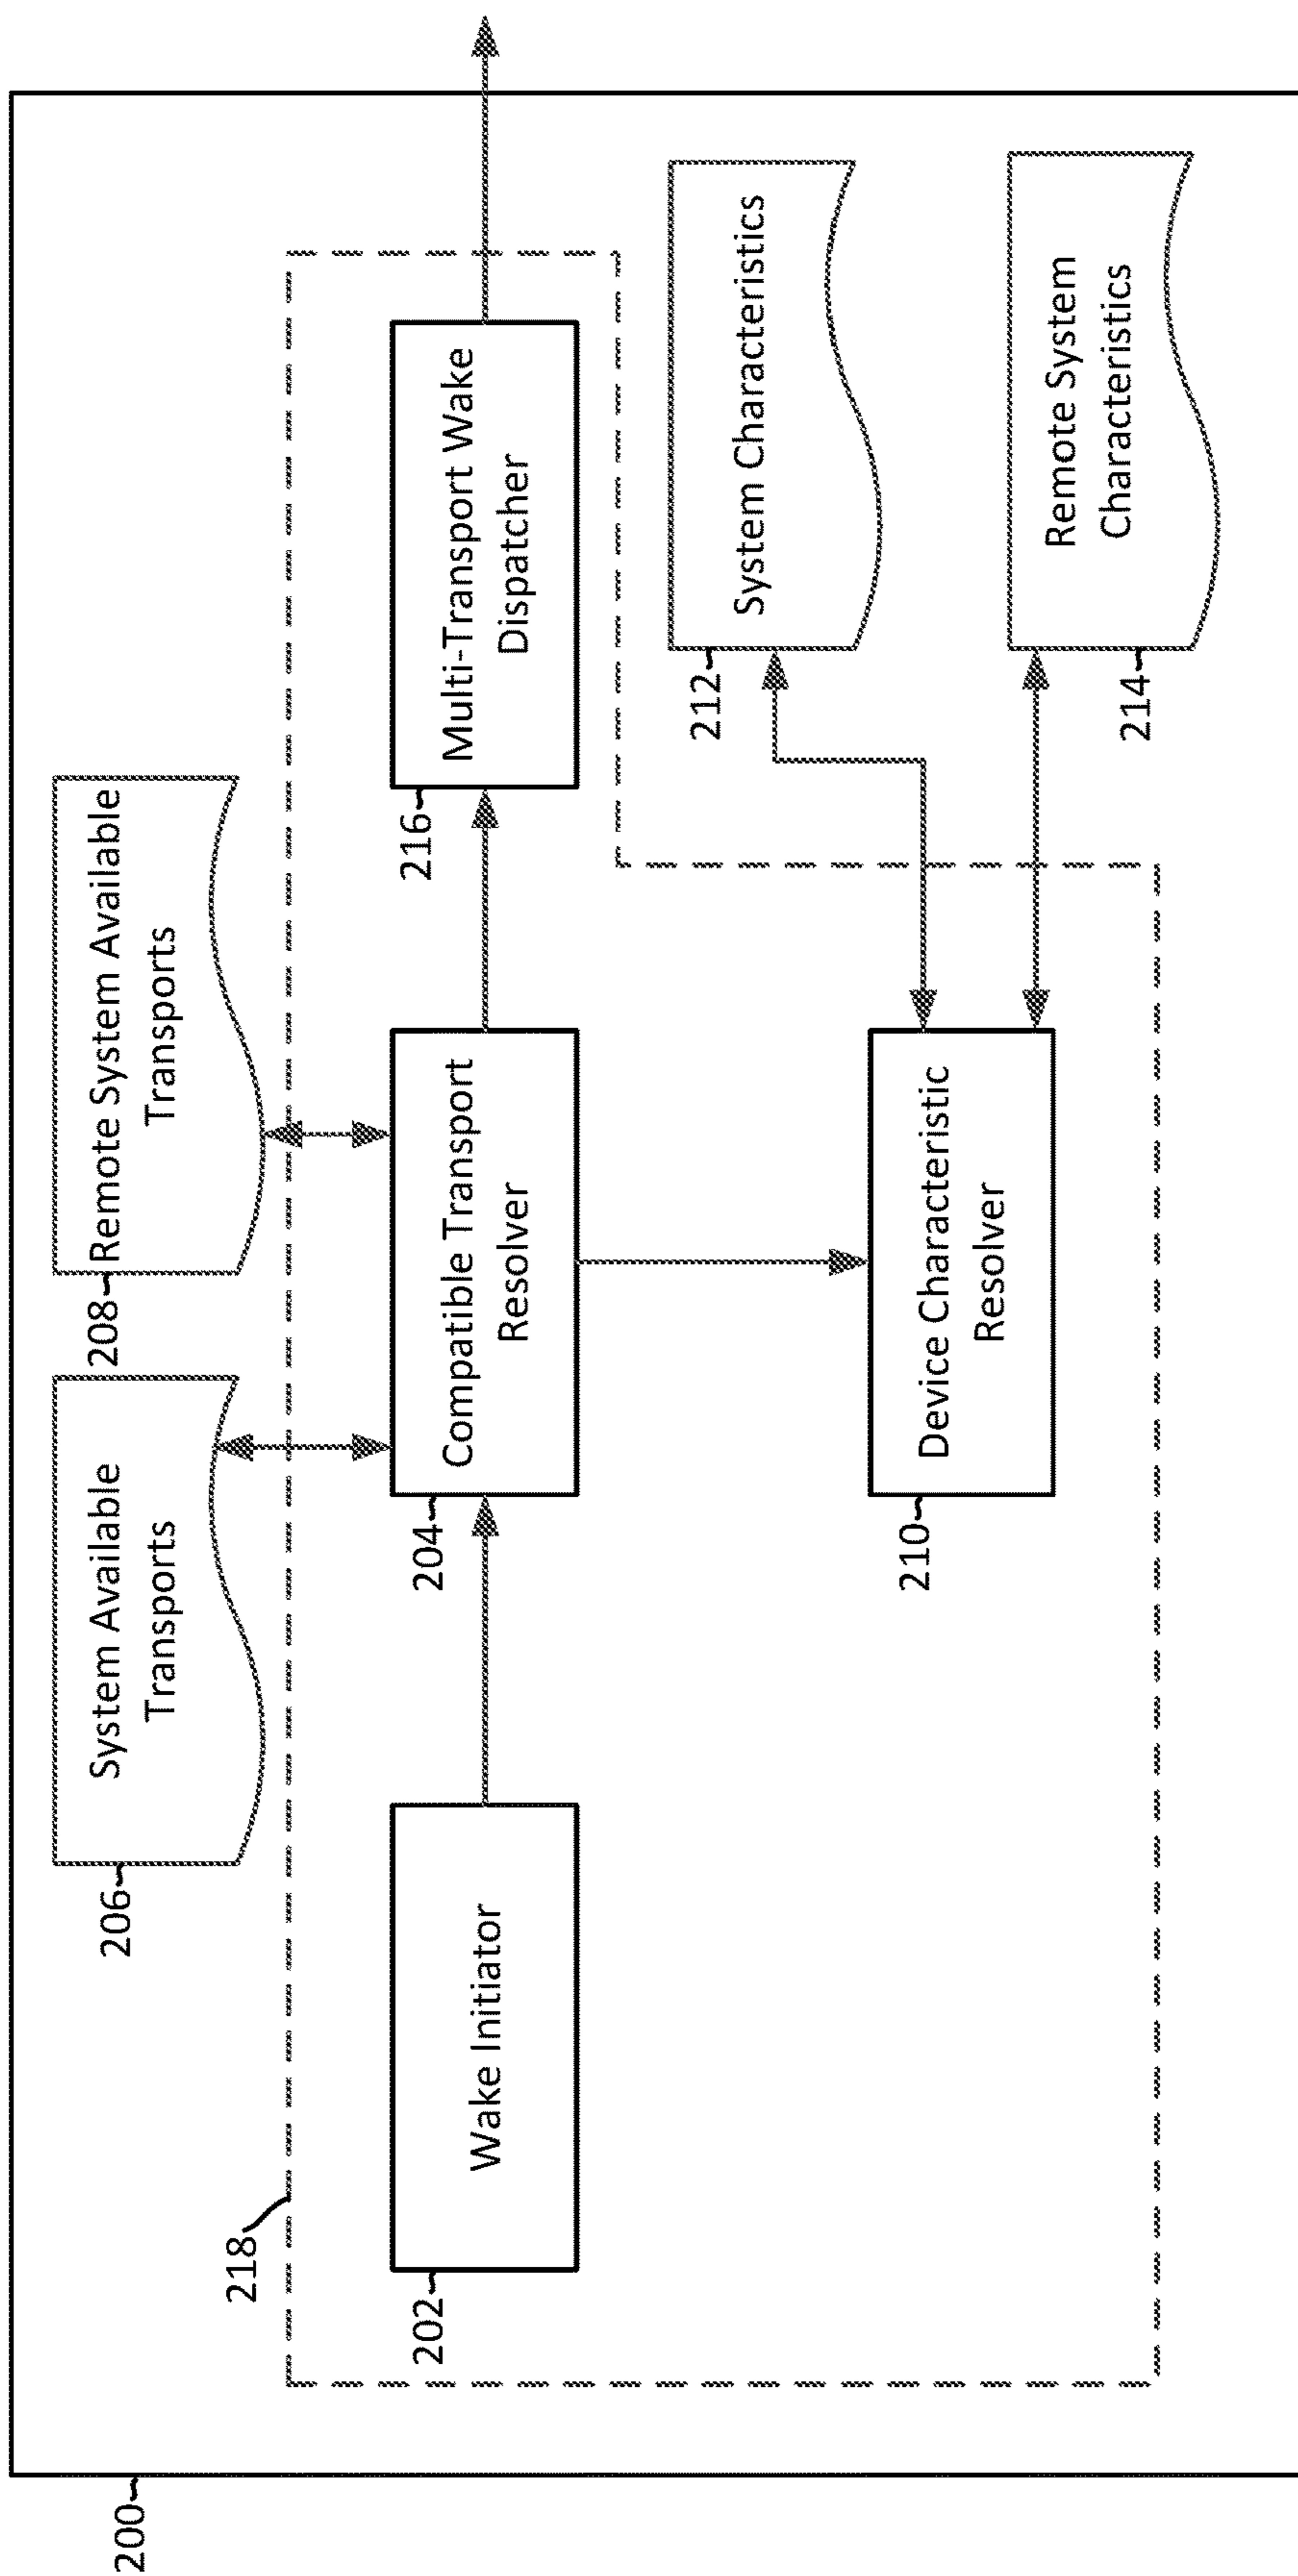 200
218
206
System Available
Transports
208
Remote System Available
Transports
202
Wake Initiator
204
Compatible Transport
Resolver
216
Multi-Transport Wake
Dispatcher
210
Device Characteristic
Resolver
212
System Characteristics
214
Remote System
Characteristics